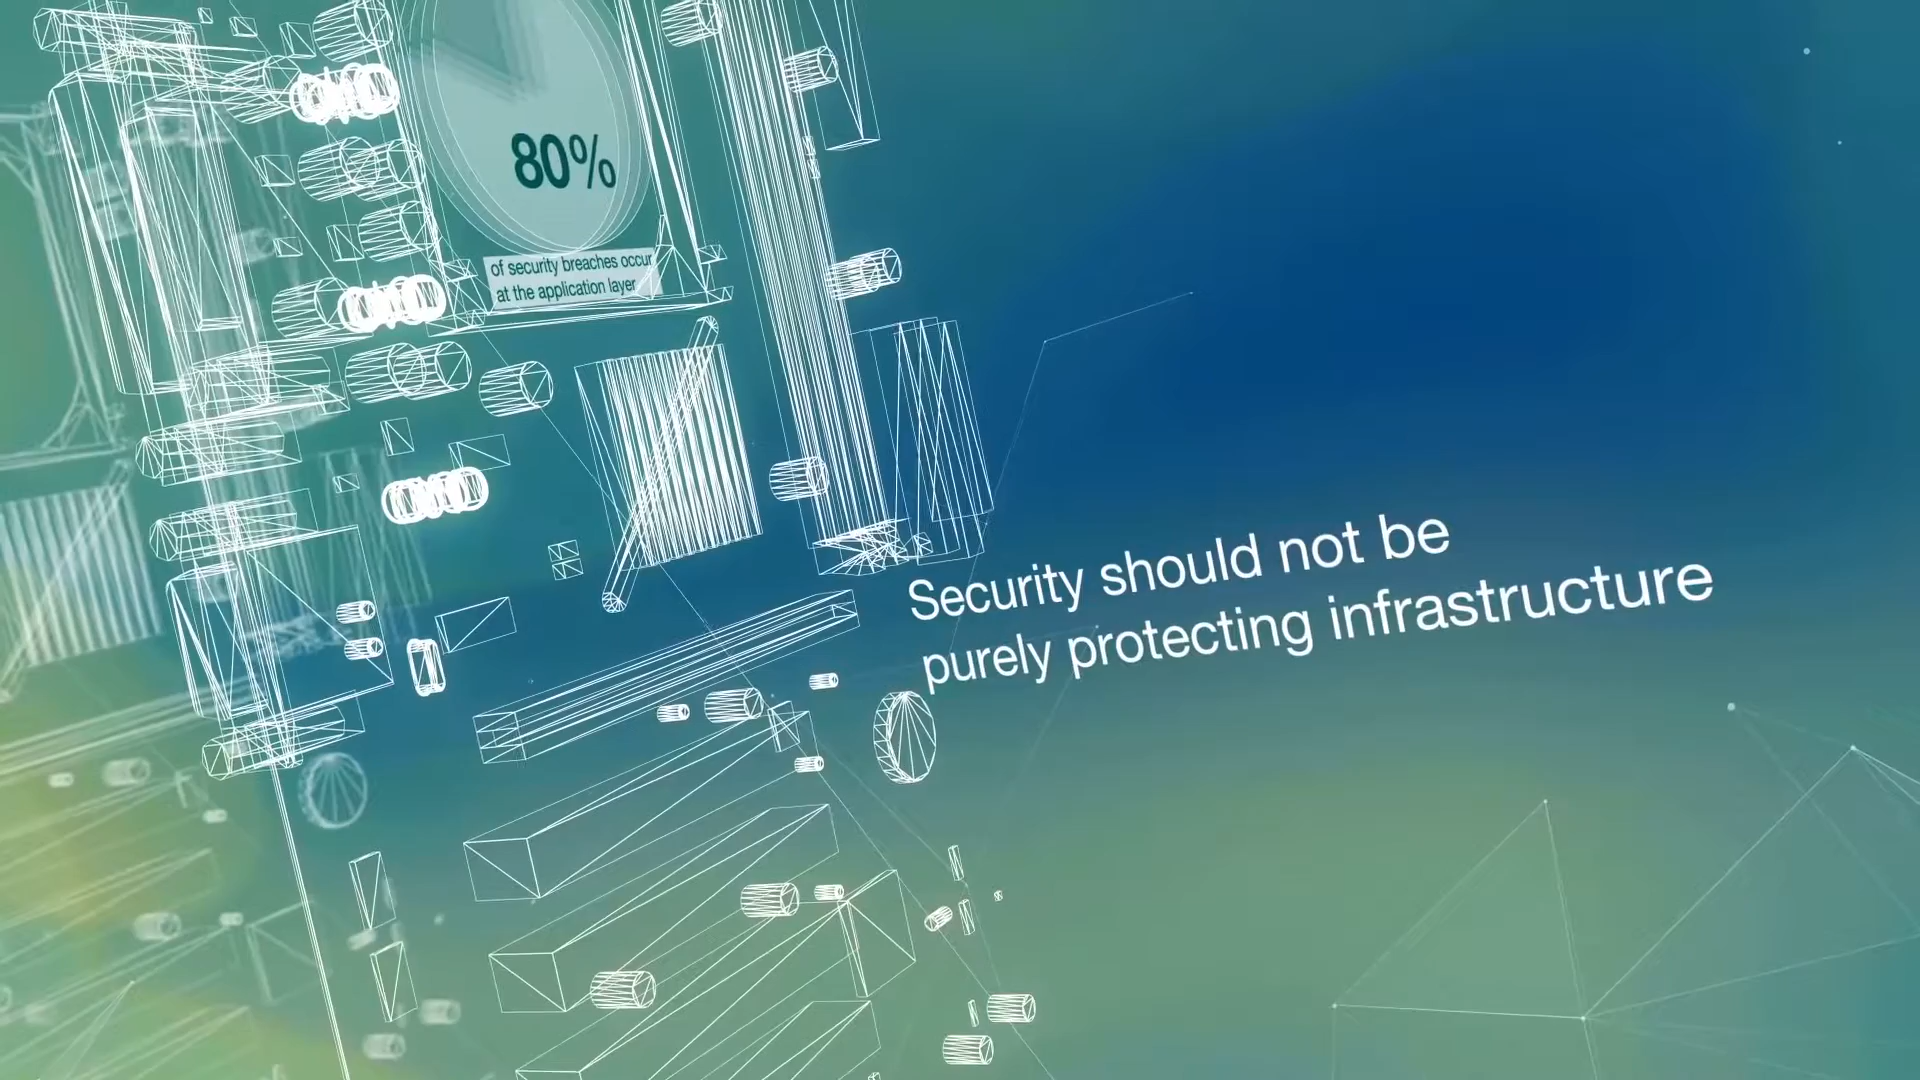 80%
of security breaches occur
at the application layer
Security should not be
purely protecting infrastructure